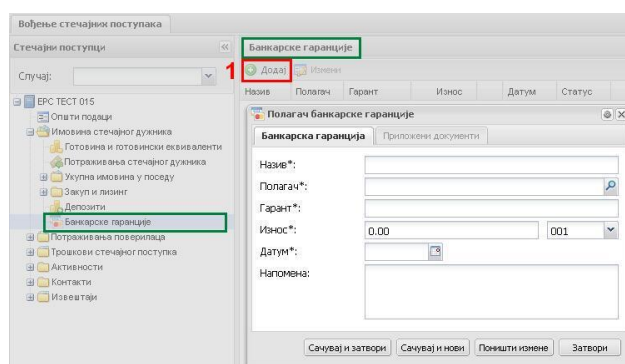 Вођење стечајних поступака
Стечајни поступци
Случај:
ЕРС ТЕСТ 015
Општи подаци
Имовина стечајног дужника
Готовина и готовински еквиваленти
Потраживања стечајног дужника
Укупна имовина у поседу
Закуп и лизинг
Депозити
Банкарске гаранције
Потраживања поверилаца
Трошкови стечајног поступка
Активности
Контакти
Извештаји
Банкарске гаранције
1 Додај Измени
Назив Полагач Гарант Износ Датум Статус
Полагач банкарске гаранције
Банкарска гаранција Приложени документи
Назив*:
Полагач*:
Гарант*:
Износ*: 0.00 001
Датум*:
Напомена:
Сачувај и затвори Сачувај и нови Поништи измене Затвори